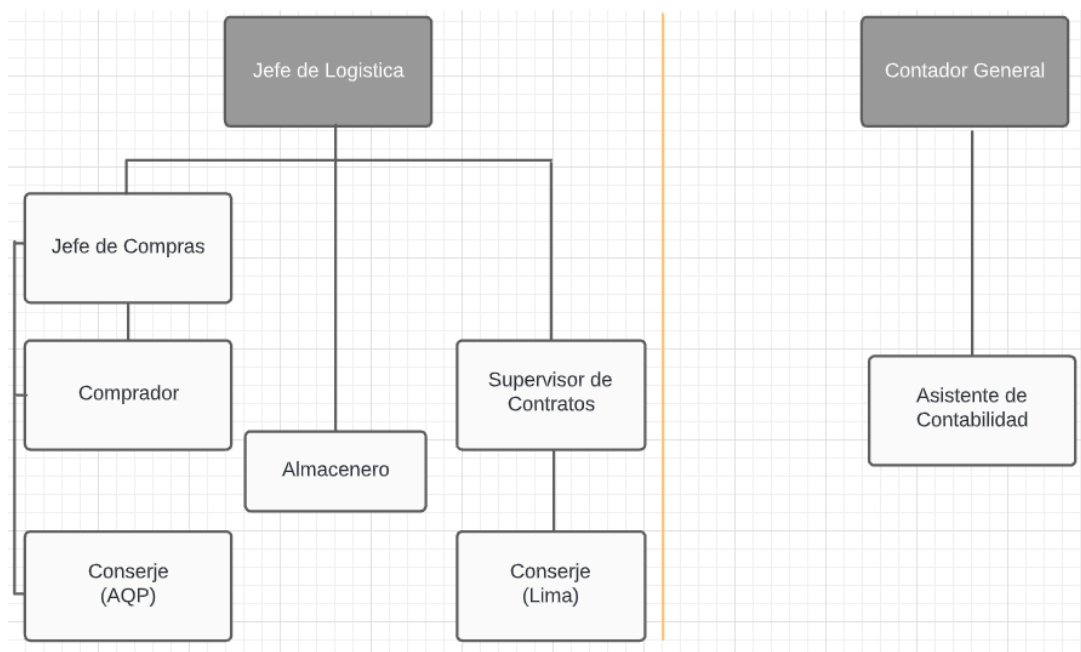 Jefe de Logistica
Contador General
Jefe de Compras
Comprador
Supervisor de
Contratos
Asistente de
Contabilidad
Almacenero
Conserje
(AQP)
Conserje
(Lima)